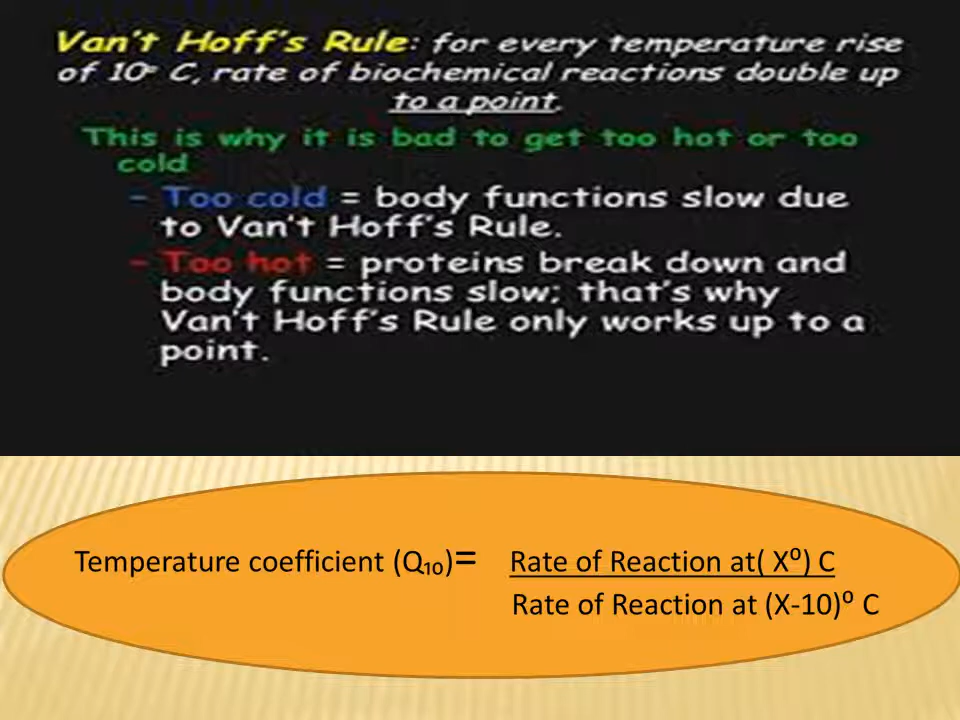 Van't Hoff's Rule: for every temperature rise
of 10º C, rate of biochemical reactions double up
to a point.
This is why it is bad to get too hot or too
cold
- Too cold = body functions slow due
to Van't Hoff's Rule.
- Too hot = proteins break down and
body functions slow; that's why
Van't Hoff's Rule only works up to a
point.
Temperature coefficient (Q₁₀)= Rate of Reaction at( X⁰) C
Rate of Reaction at (X-10)⁰ C